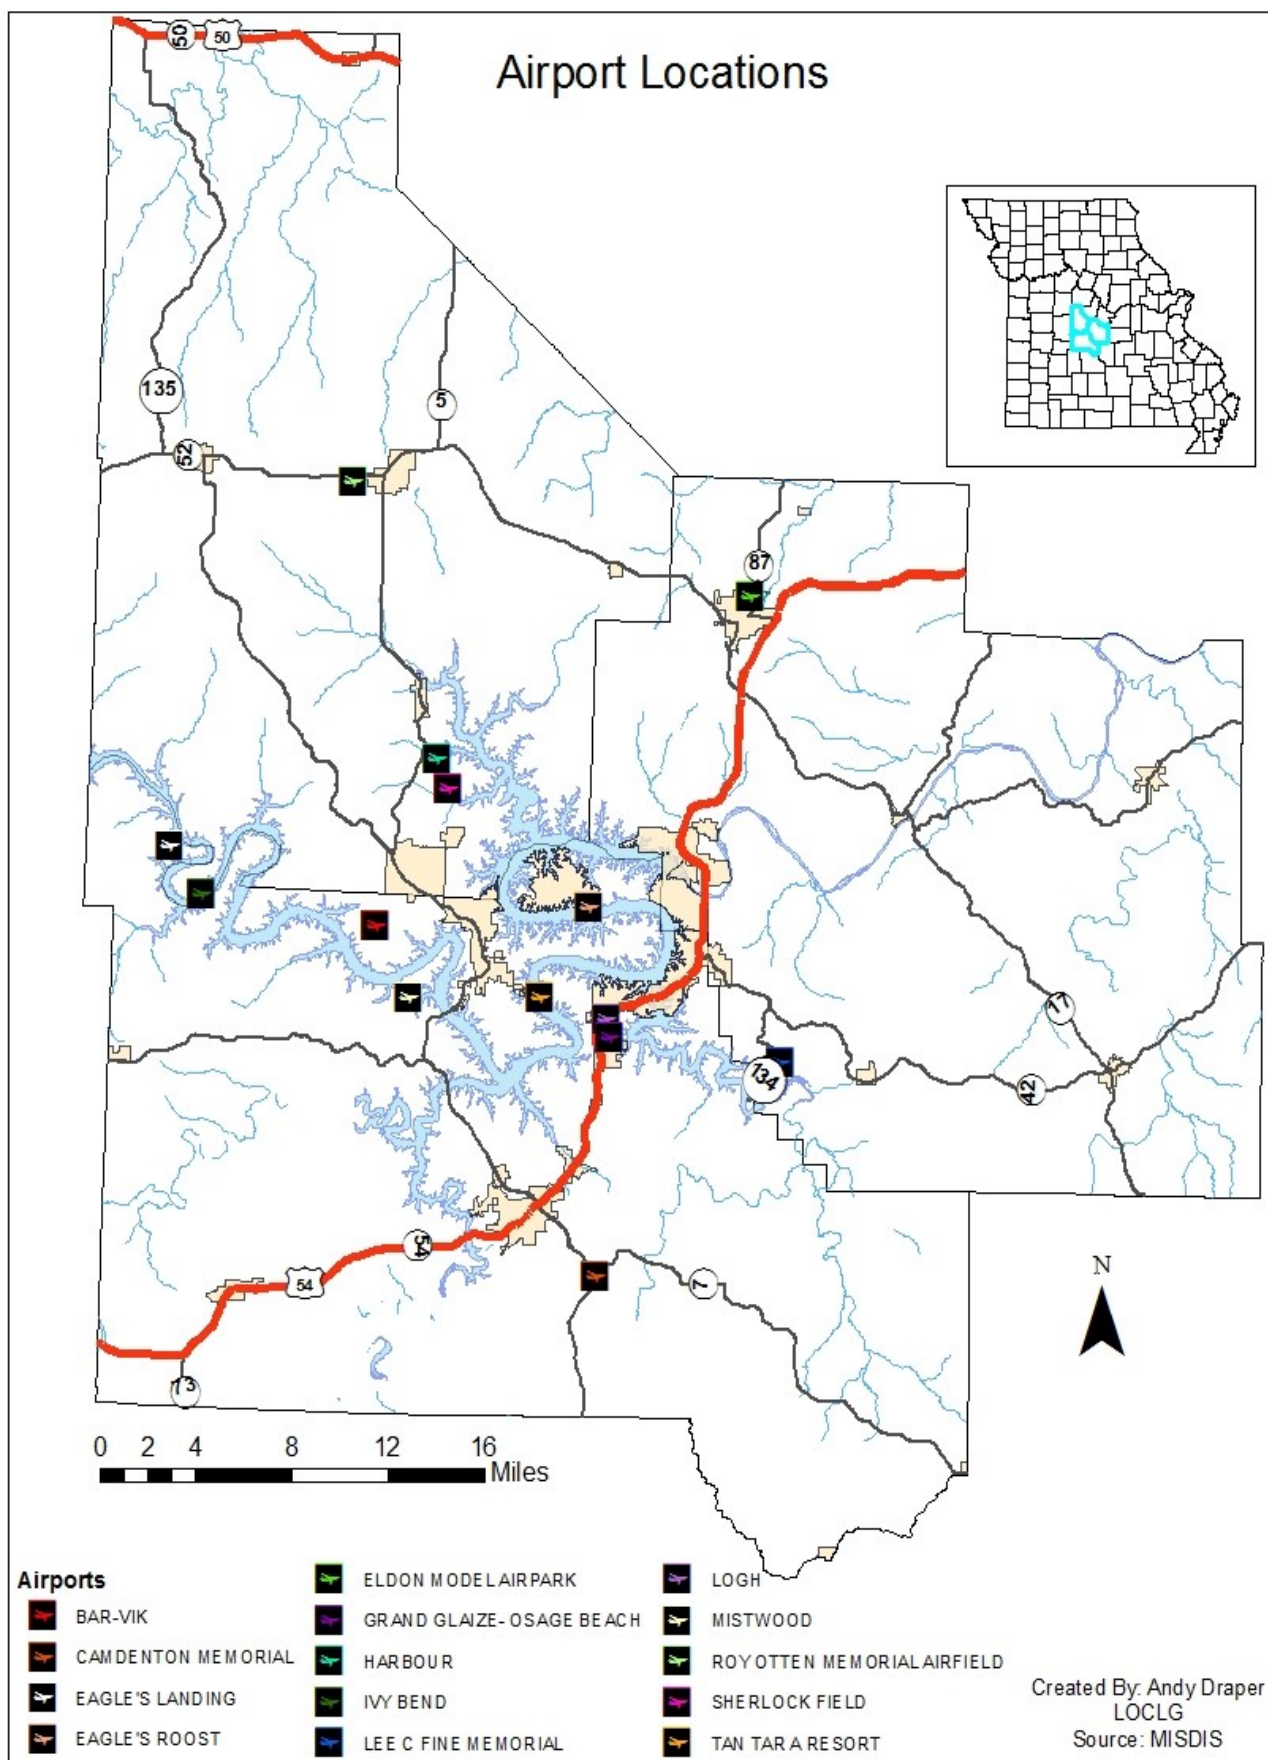 50
50
Airport Locations
135
5
52
87
17
134
42
54
54
7
N
73
0 2 4 8 12 16
Miles
Airports
BAR-VIK
CAMDENTON MEMORIAL
EAGLE'S LANDING
EAGLE'S ROOST
ELDON MODEL AIRPARK
GRAND GLAIZE- OSAGE BEACH
HARBOUR
IVY BEND
LEE C FINE MEMORIAL
LOGH
MISTWOOD
ROY OTTEN MEMORIAL AIRFIELD
SHERLOCK FIELD
TAN TAR A RESORT
Created By: Andy Draper
LOCLG
Source: MISDIS